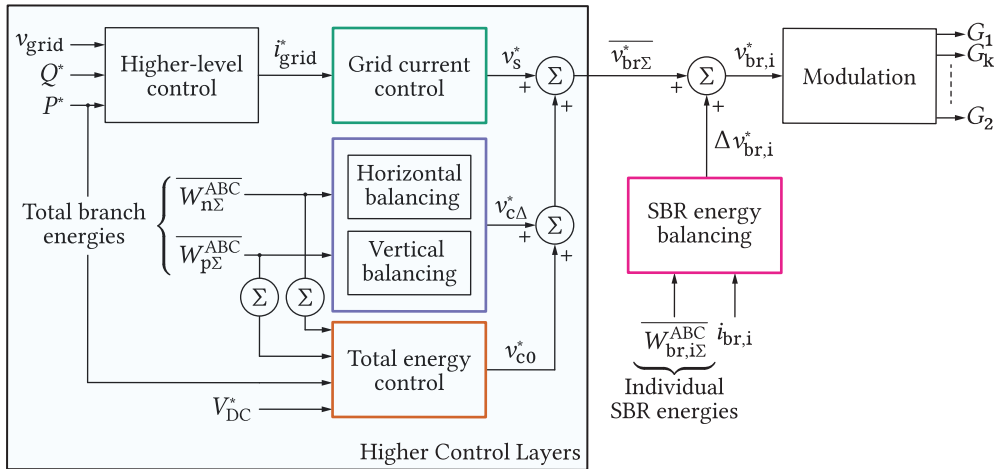 v_grid
Q*
P*
Higher-level
control
i*_grid
Grid current
control
v*_s
Σ
+
+
v*_brΣ
Σ
+
+
v*_br,i
Modulation
G_1
G_k
G_2
Δv*_br,i
Total branch
energies
W^ABC_nΣ
W^ABC_pΣ
Horizontal
balancing
Vertical
balancing
v*_cΔ
Σ
+
+
SBR energy
balancing
Σ
Σ
Total energy
control
v*_c0
V*_DC
W^ABC_br,iΣ
i_br,i
Individual
SBR energies
Higher Control Layers